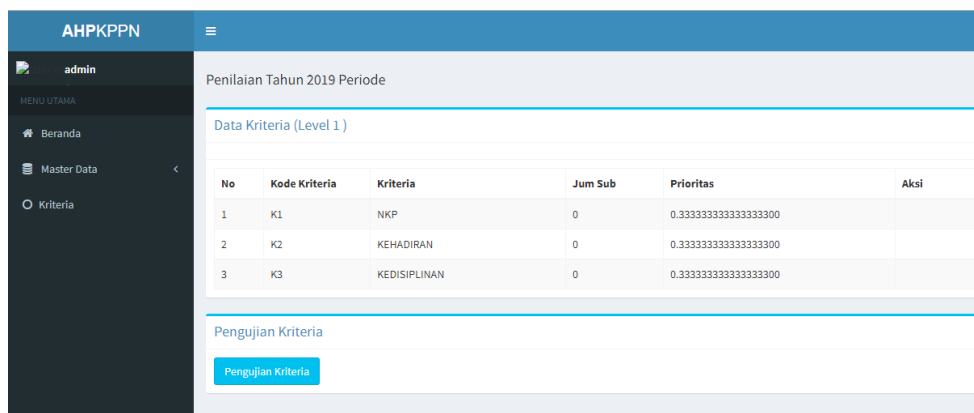 AHPKPPN
admin
MENU UTAMA
Beranda
Master Data
Kriteria
Penilaian Tahun 2019 Periode
Data Kriteria (Level 1 )
No Kode Kriteria Kriteria Jum Sub Prioritas Aksi
1 K1 NKP 0 0.333333333333333300
2 K2 KEHADIRAN 0 0.333333333333333300
3 K3 KEDISIPLINAN 0 0.333333333333333300
Pengujian Kriteria
Pengujian Kriteria